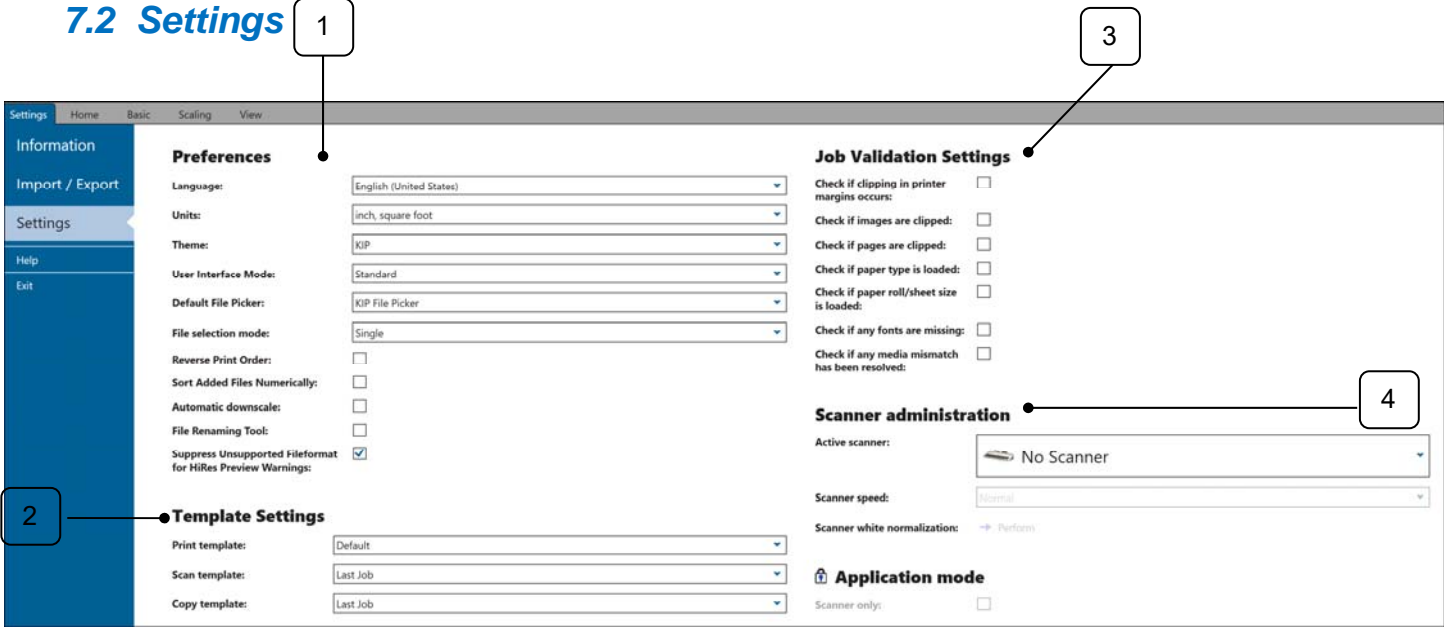 7.2 Settings
1
3
Settings Home Basic Scaling View
Information
Import / Export
Settings
Help
Exit
Preferences
Language: English (United States)
Units: inch, square foot
Theme: KIP
User Interface Mode: Standard
Default File Picker: KIP File Picker
File selection mode: Single
Reverse Print Order:
Sort Added Files Numerically:
Automatic downscale:
File Renaming Tool:
Suppress Unsupported Fileformat
for HiRes Preview Warnings:
2
Template Settings
Print template: Default
Scan template: Last Job
Copy template: Last Job
Job Validation Settings
Check if clipping in printer
margins occurs:
Check if images are clipped:
Check if pages are clipped:
Check if paper type is loaded:
Check if paper roll/sheet size
is loaded:
Check if any fonts are missing:
Check if any media mismatch
has been resolved:
4
Scanner administration
Active scanner: No Scanner
Scanner speed: Normal
Scanner white normalization: Perform
Application mode
Scanner only: